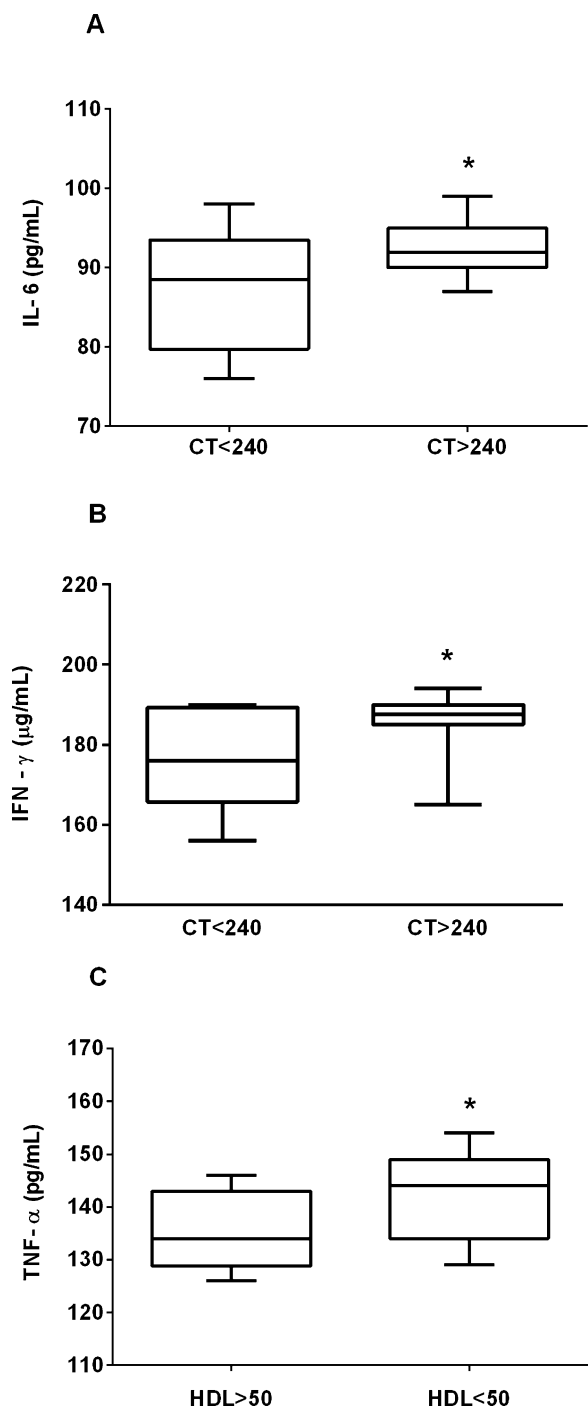 A
110
*
100
IL- 6 (pg/mL)
90
80
70
CT<240 CT>240
B
220
*
200
IFN - γ (µg/mL)
180
160
140
CT<240 CT>240
C
170
*
160
150
TNF- α (pg/mL)
140
130
120
110
HDL>50 HDL<50